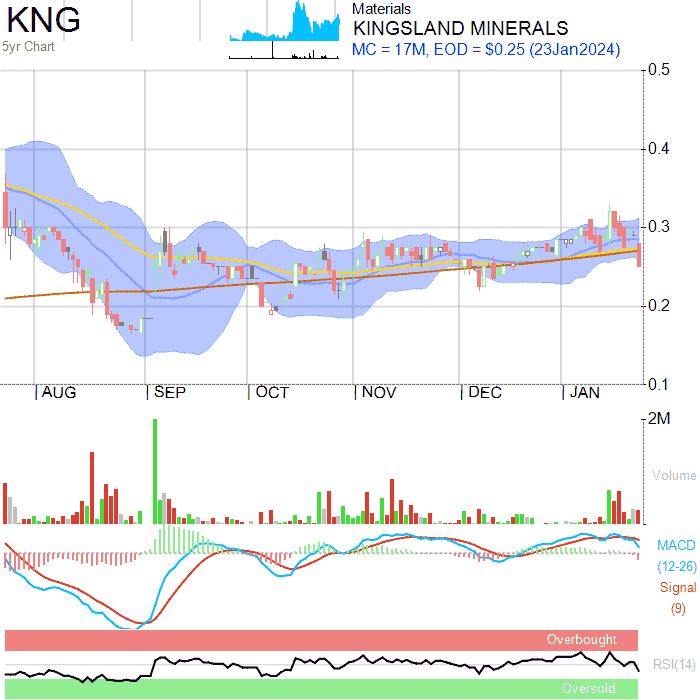 KNG
5yr Chart
Materials
KINGSLAND MINERALS
MC = 17M, EOD = $0.25 (23Jan2024)
0.5
0.4
0.3
0.2
0.1
AUG SEP OCT NOV DEC JAN
2M
Volume
MACD
(12-26)
Signal
(9)
Overbought
RSI(14)
Oversold